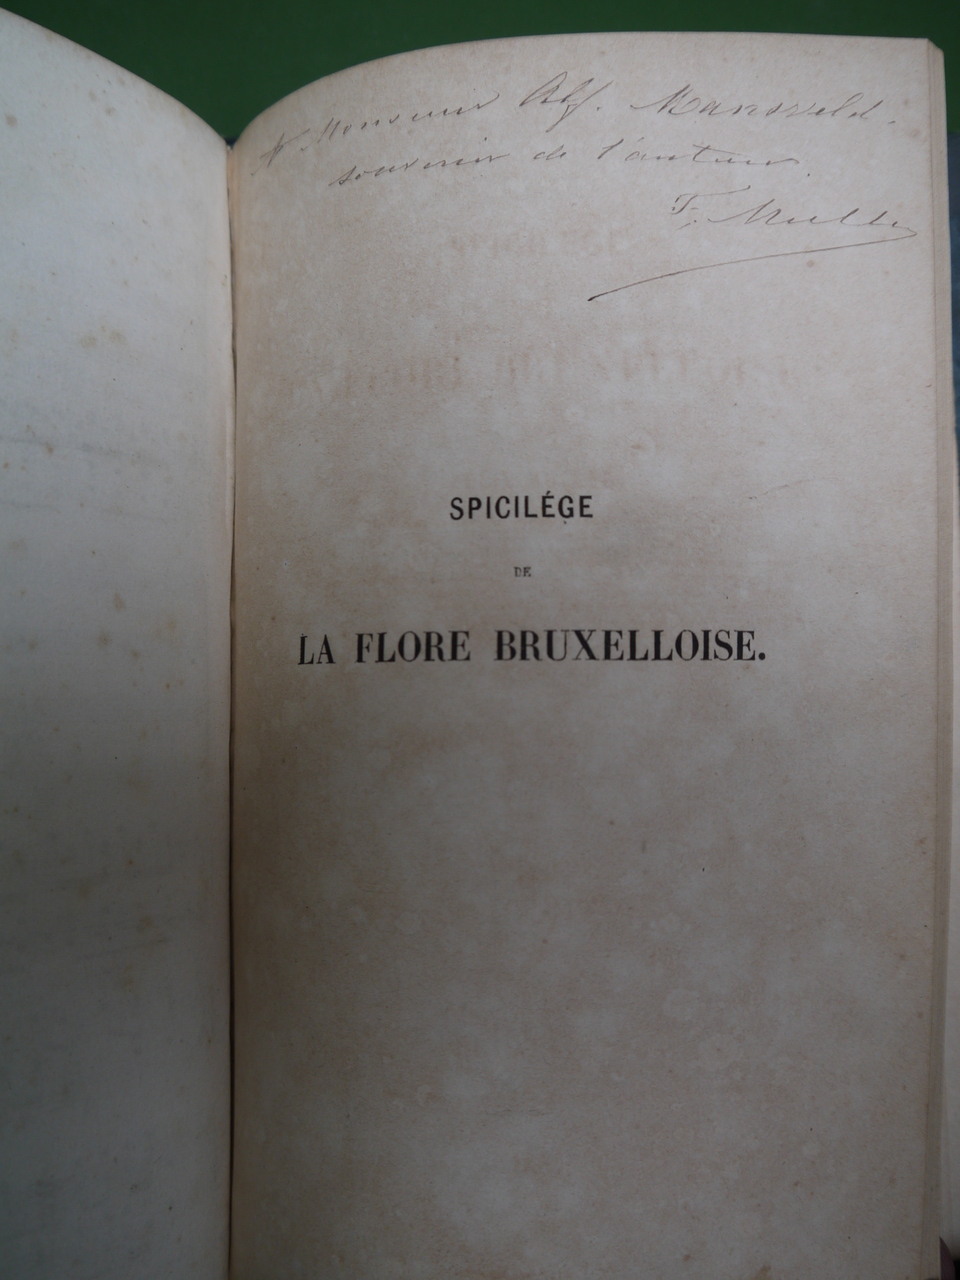 A Monsieur Alf. Mansveld.
souvenir de l'auteur
F. Muller
SPICILÉGE
DE
LA FLORE BRUXELLOISE.